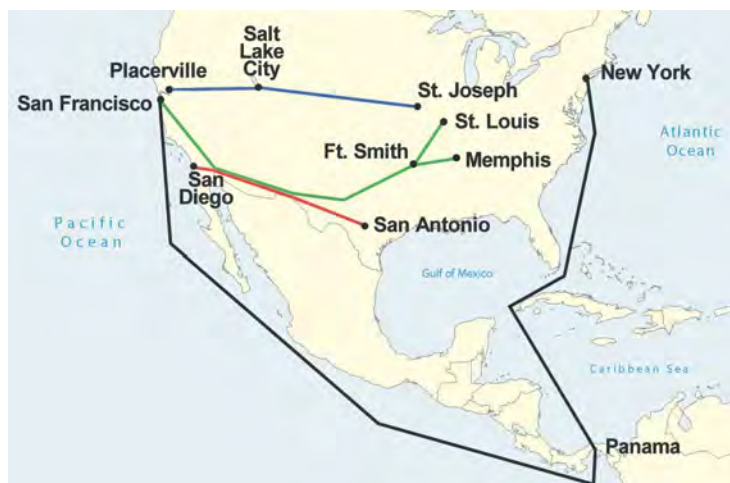 Salt
Lake
City
Placerville
San Francisco
St. Joseph
New York
St. Louis
Atlantic
Ocean
Ft. Smith
Memphis
San
Diego
San Antonio
Pacific
Ocean
Gulf of Mexico
Caribbean Sea
Panama